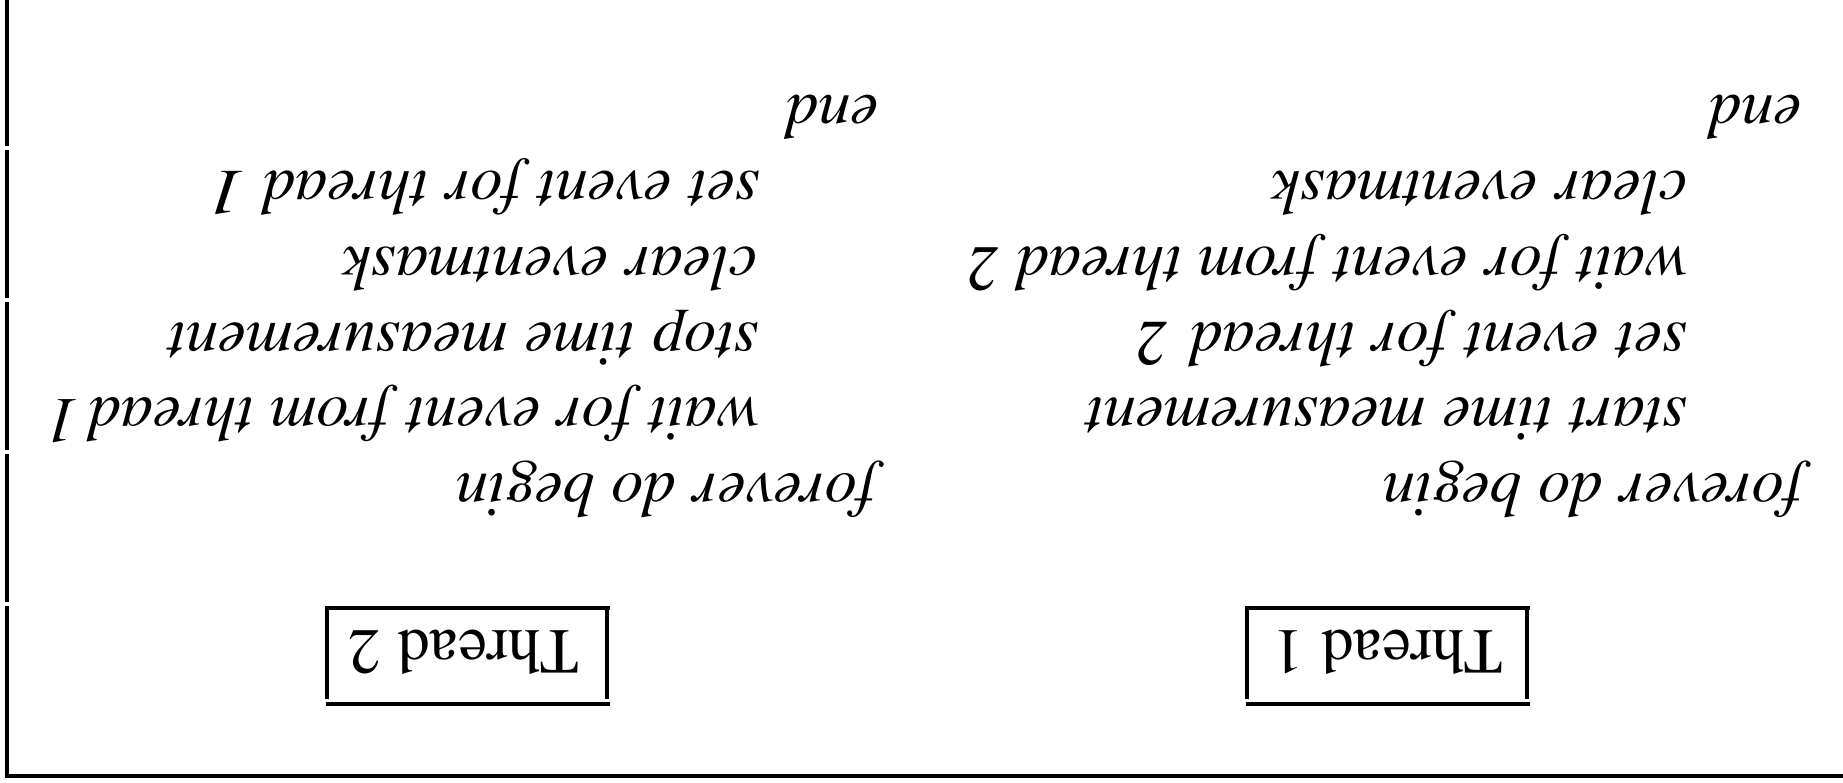 Thread 1
forever do begin
start time measurement
set event for thread 2
wait for event from thread 2
clear eventmask
end
Thread 2
forever do begin
wait for event from thread 1
stop time measurement
clear eventmask
set event for thread 1
end